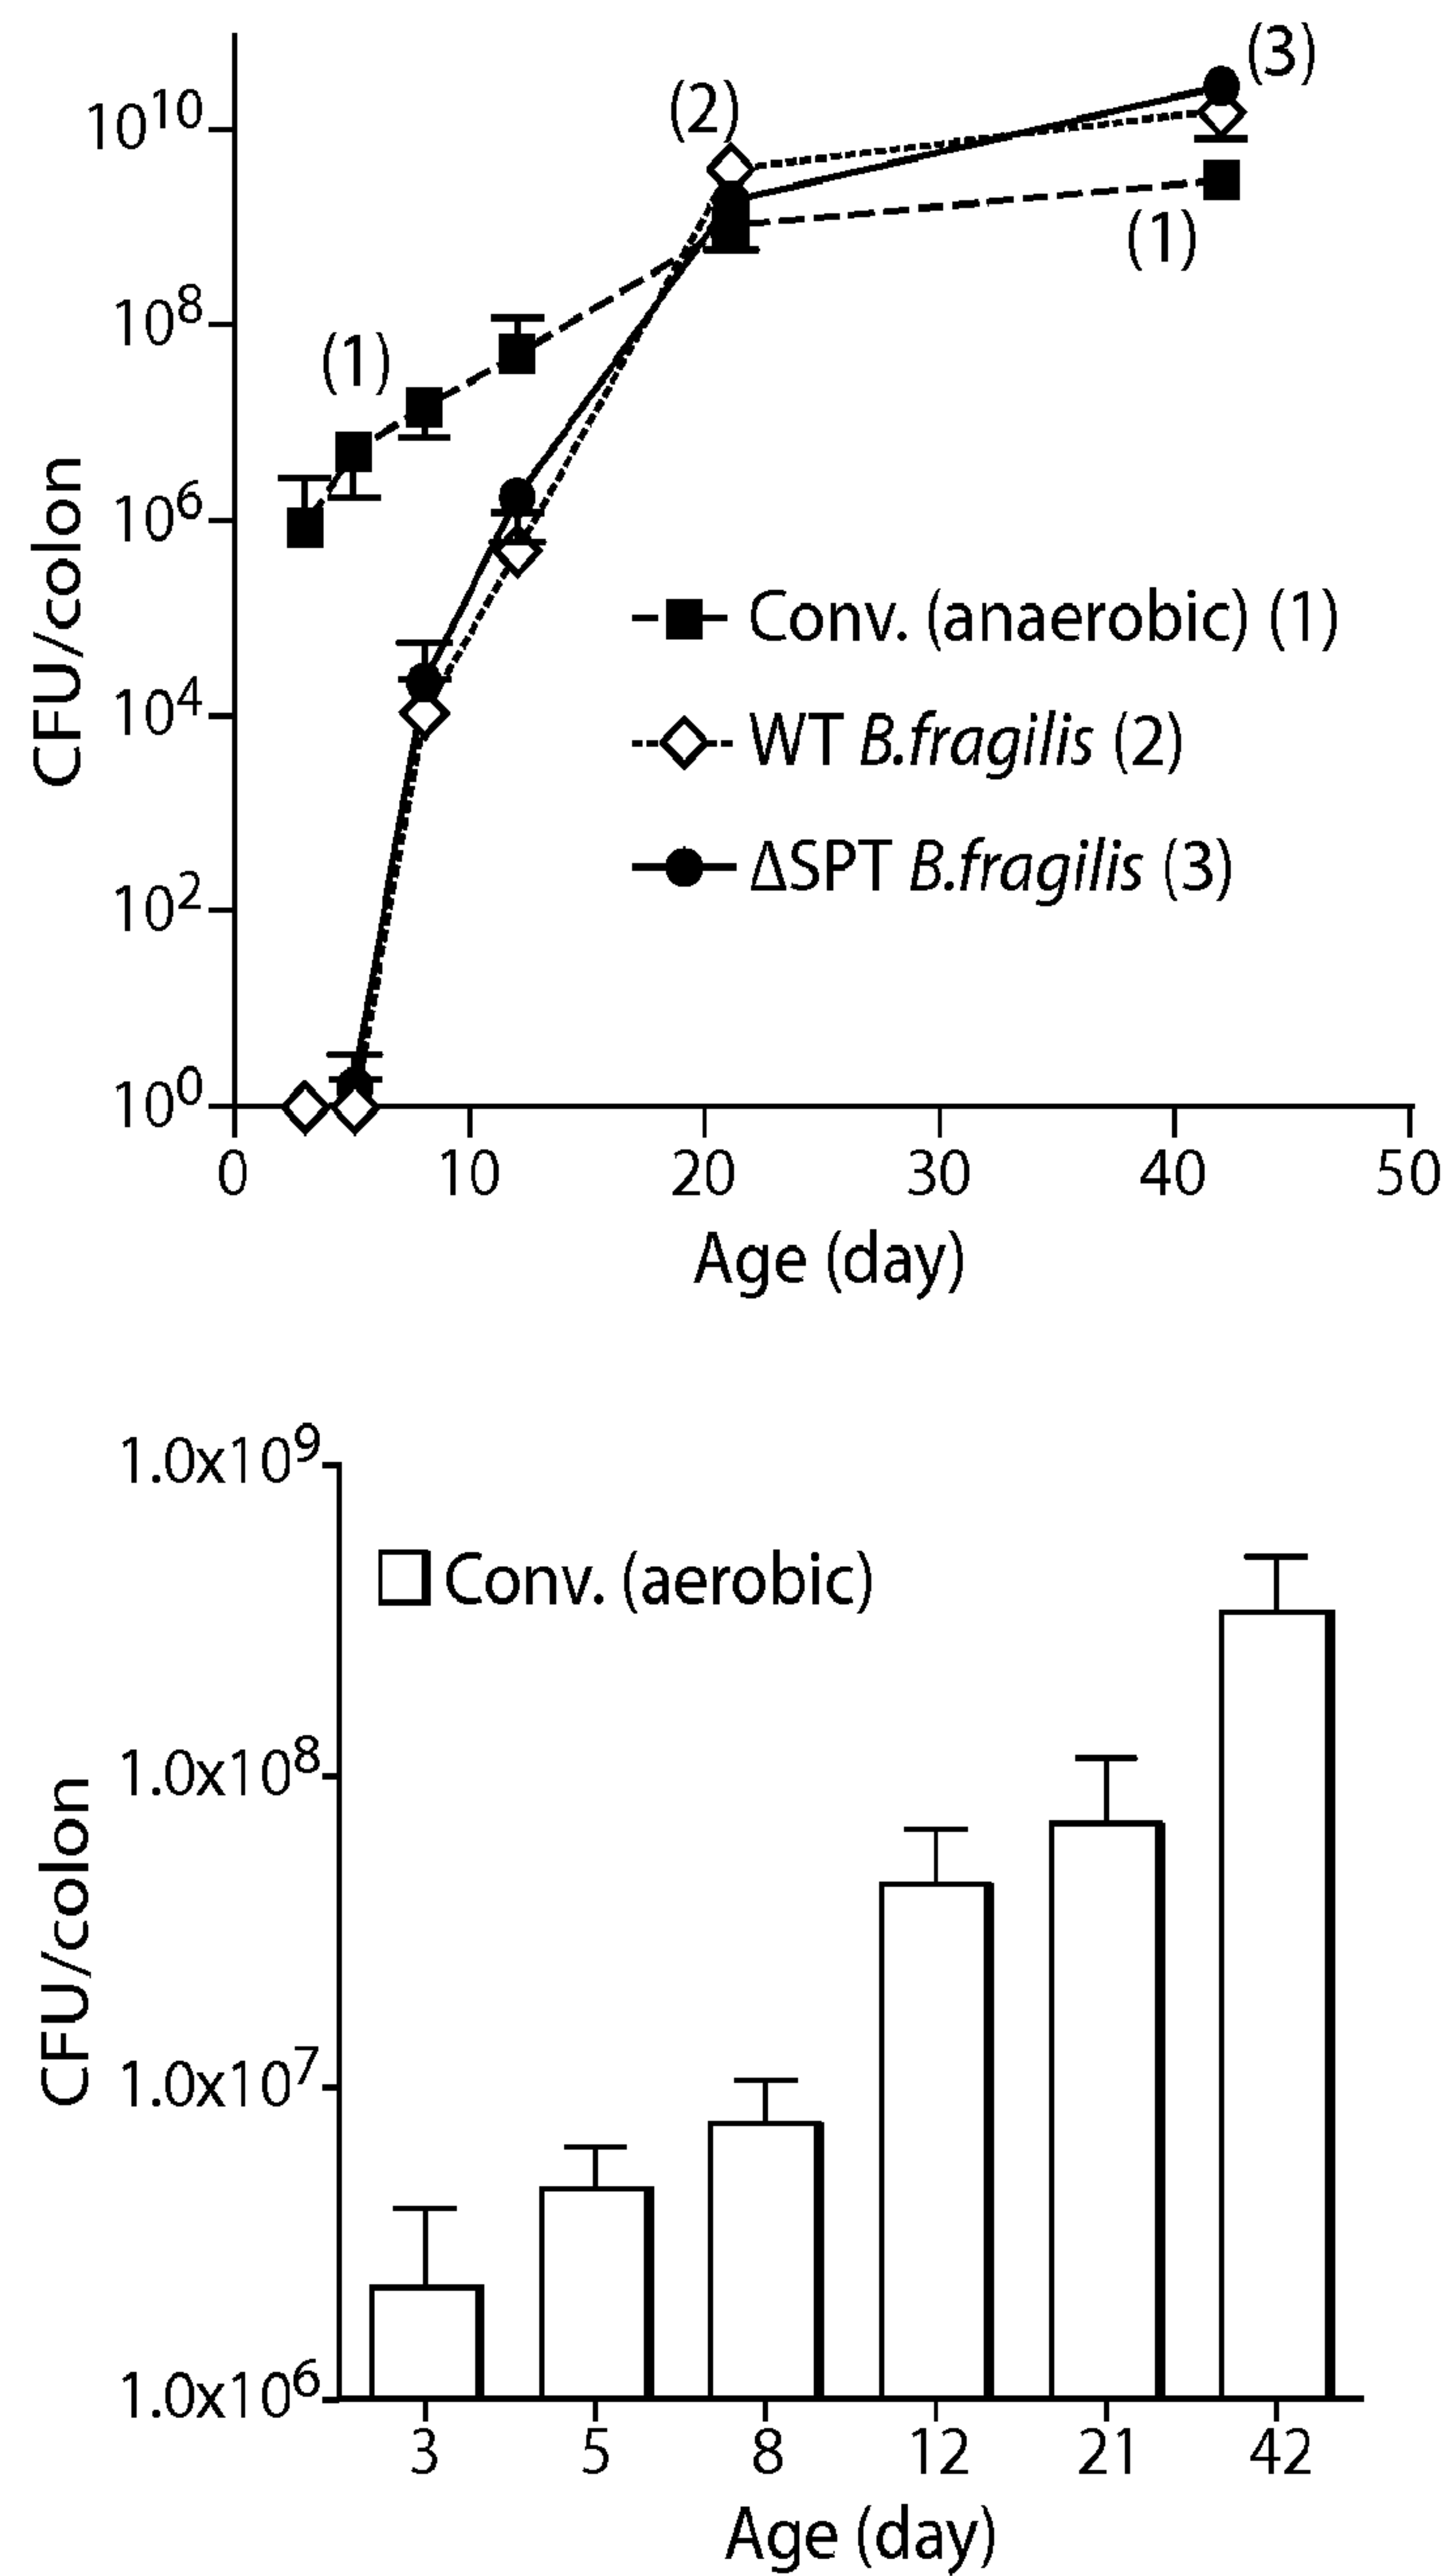 (3)
10¹⁰
(2)
(1)
10⁸
(1)
10⁶
CFU/colon
Conv. (anaerobic) (1)
10⁴
WT B.fragilis (2)
ΔSPT B.fragilis (3)
10²
10⁰
0 10 20 30 40 50
Age (day)
1.0x10⁹
Conv. (aerobic)
1.0x10⁸
CFU/colon
1.0x10⁷
1.0x10⁶
3 5 8 12 21 42
Age (day)